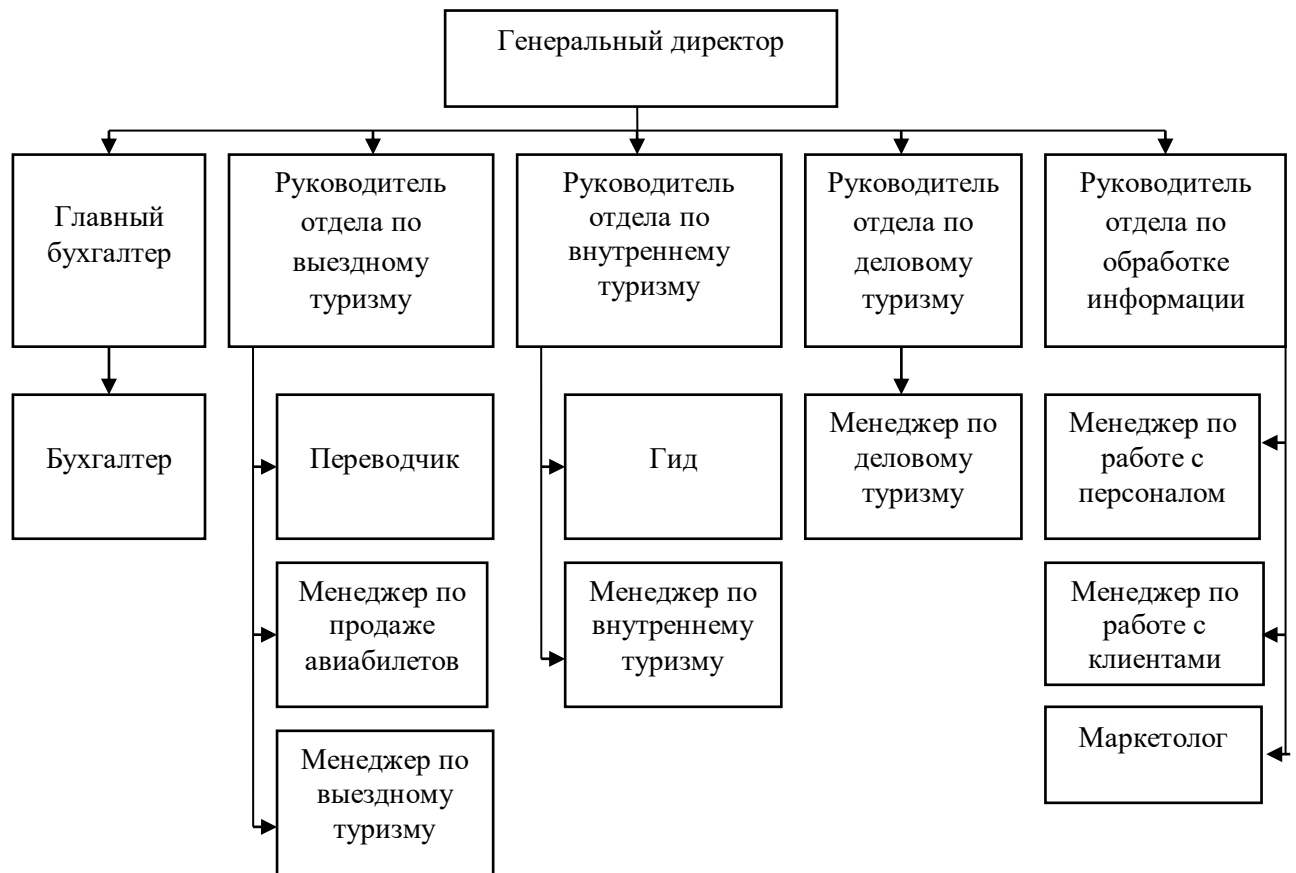 Генеральный директор
Главный
бухгалтер
Руководитель
отдела по
выездному
туризму
Руководитель
отдела по
внутреннему
туризму
Руководитель
отдела по
деловому
туризму
Руководитель
отдела по
обработке
информации
Бухгалтер
Переводчик
Гид
Менеджер по
деловому
туризму
Менеджер по
работе с
персоналом
Менеджер по
продаже
авиабилетов
Менеджер по
внутреннему
туризму
Менеджер по
работе с
клиентами
Маркетолог
Менеджер по
выездному
туризму